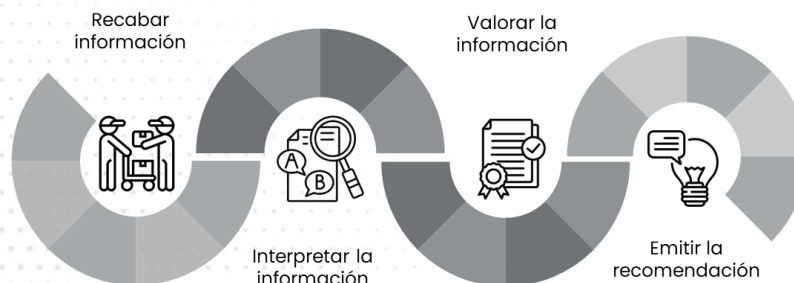 Recabar
información
Interpretar la
información
Valorar la
información
Emitir la
recomendación
A
B